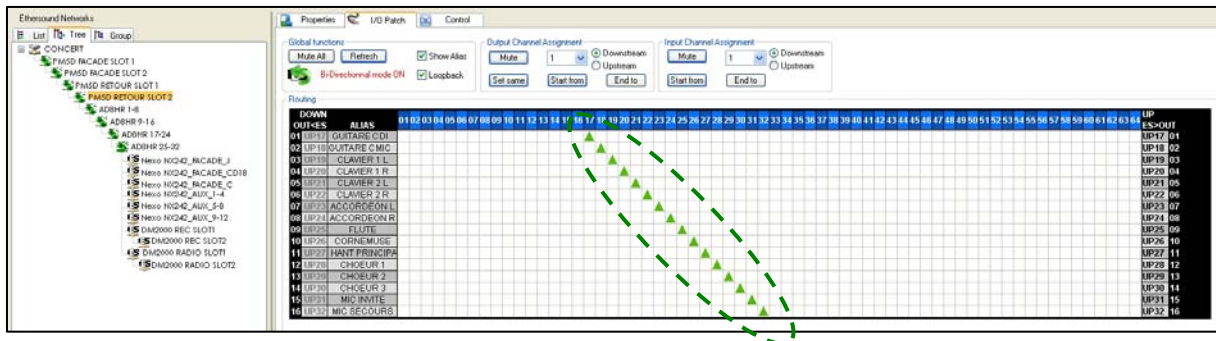 Ethersound Networks
List Tree Group
CONCERT
PM5D FACADE SLOT 1
PM5D FACADE SLOT 2
PM5D RETOUR SLOT 1
PM5D RETOUR SLOT 2
AD8HR 1-8
AD8HR 9-16
AD8HR 17-24
AD8HR 25-32
Nexo NX242_FACADE_J
Nexo NX242_FACADE_CD18
Nexo NX242_FACADE_C
Nexo NX242_AUX_1-4
Nexo NX242_AUX_5-8
Nexo NX242_AUX_9-12
DM2000 REC SLOT1
DM2000 REC SLOT2
DM2000 RADIO SLOT1
DM2000 RADIO SLOT2
Properties I/O Patch Control
Global functions
Mute All Refresh Show Alias
Bi-Directionnal mode ON Loopback
Output Channel Assignment
Mute 1 Downstream
Upstream
Set same Start from End to
Input Channel Assignment
Mute 1 Downstream
Upstream
Start from End to
Routing
DOWN UP
OUT<ES ALIAS 01 02 03 04 05 06 07 08 09 10 11 12 13 14 15 16 17 18 19 20 21 22 23 24 25 26 27 28 29 30 31 32 33 34 35 36 37 38 39 40 41 42 43 44 45 46 47 48 49 50 51 52 53 54 55 56 57 58 59 60 61 62 63 64 ES>OUT
01 UP17 GUITARE C DI UP17 01
02 UP18 GUITARE C MIC UP18 02
03 UP19 CLAVIER 1 L UP19 03
04 UP20 CLAVIER 1 R UP20 04
05 UP21 CLAVIER 2 L UP21 05
06 UP22 CLAVIER 2 R UP22 06
07 UP23 ACCORDEON L UP23 07
08 UP24 ACCORDEON R UP24 08
09 UP25 FLUTE UP25 09
10 UP26 CORNEMUSE UP26 10
11 UP27 HANT PRINCIPA UP27 11
12 UP28 CHOEUR 1 UP28 12
13 UP29 CHOEUR 2 UP29 13
14 UP30 CHOEUR 3 UP30 14
15 UP31 MIC INVITE UP31 15
16 UP32 MIC SECOURS UP32 16